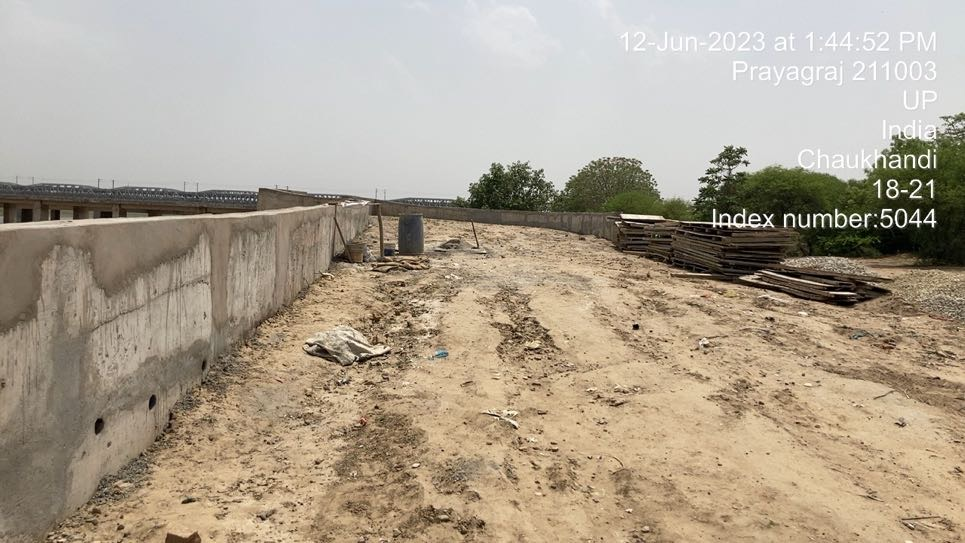 12-Jun-2023 at 1:44:52 PM
Prayagraj 211003
UP
India
Chaukhandi
18-21
Index number:5044